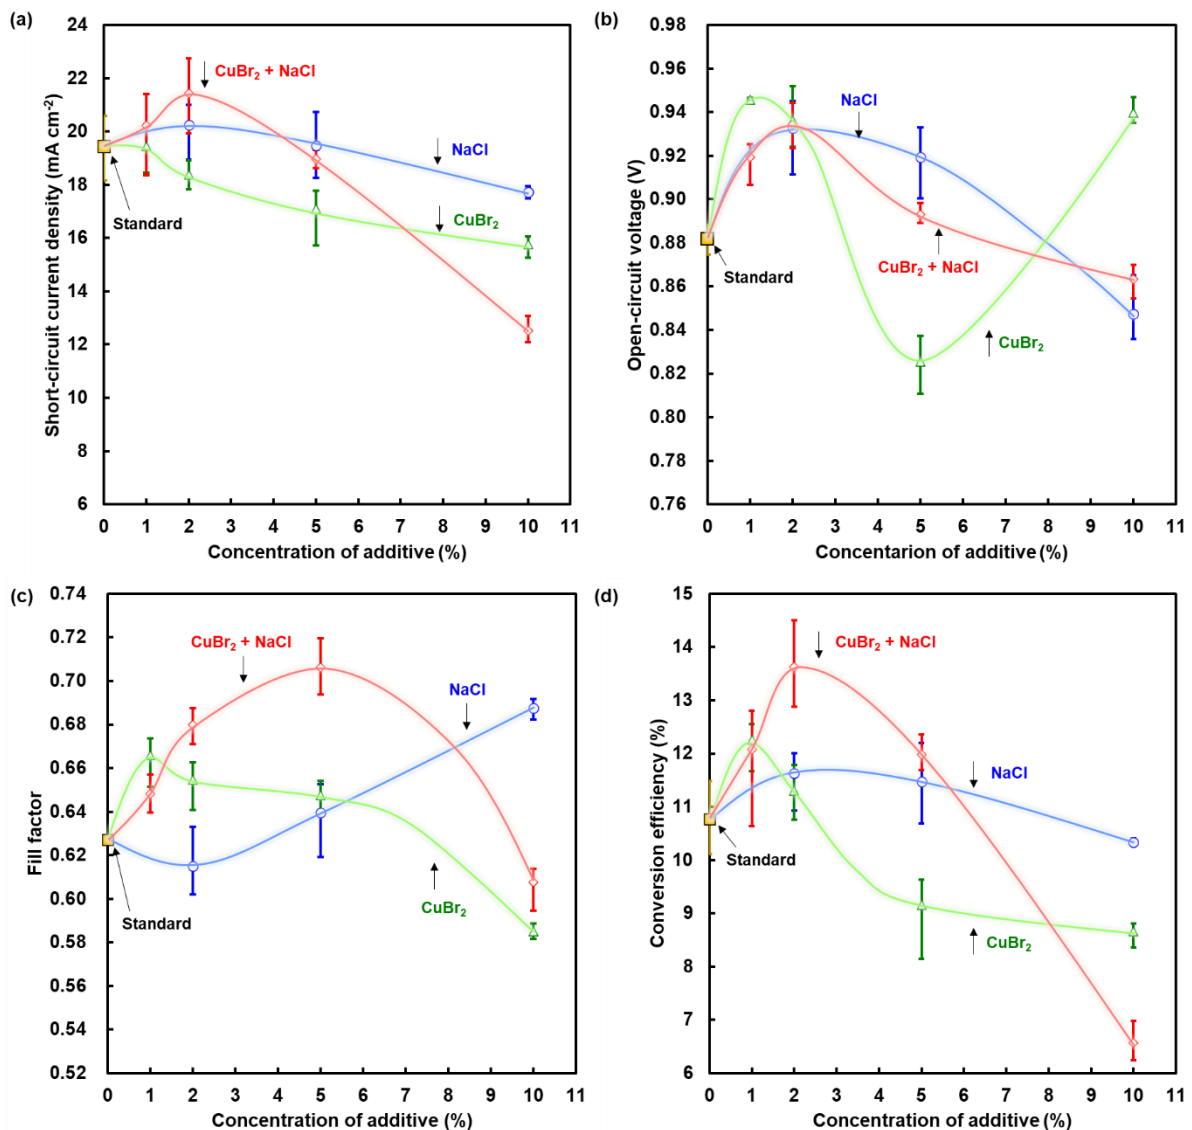 (a)
24
22
20
18
16
14
12
10
8
6
Short-circuit current density (mA cm⁻²)
CuBr₂ + NaCl
NaCl
CuBr₂
Standard
0 1 2 3 4 5 6 7 8 9 10 11
Concentration of additive (%)
(b)
0.98
0.96
0.94
0.92
0.90
0.88
0.86
0.84
0.82
0.80
0.78
0.76
Open-circuit voltage (V)
NaCl
CuBr₂ + NaCl
Standard
CuBr₂
0 1 2 3 4 5 6 7 8 9 10 11
Concentarion of additive (%)
(c)
0.74
0.72
0.70
0.68
0.66
0.64
0.62
0.60
0.58
0.56
0.54
0.52
Fill factor
CuBr₂ + NaCl
NaCl
CuBr₂
Standard
0 1 2 3 4 5 6 7 8 9 10 11
Concentration of additive (%)
(d)
15
14
13
12
11
10
9
8
7
6
Conversion efficiency (%)
CuBr₂ + NaCl
NaCl
Standard
CuBr₂
0 1 2 3 4 5 6 7 8 9 10 11
Concentration of additive (%)